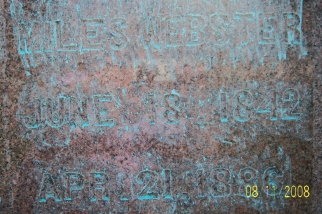 MILES WEBSTER
JUNE 18, 1842
APR. 21, 1886
08 11 2008